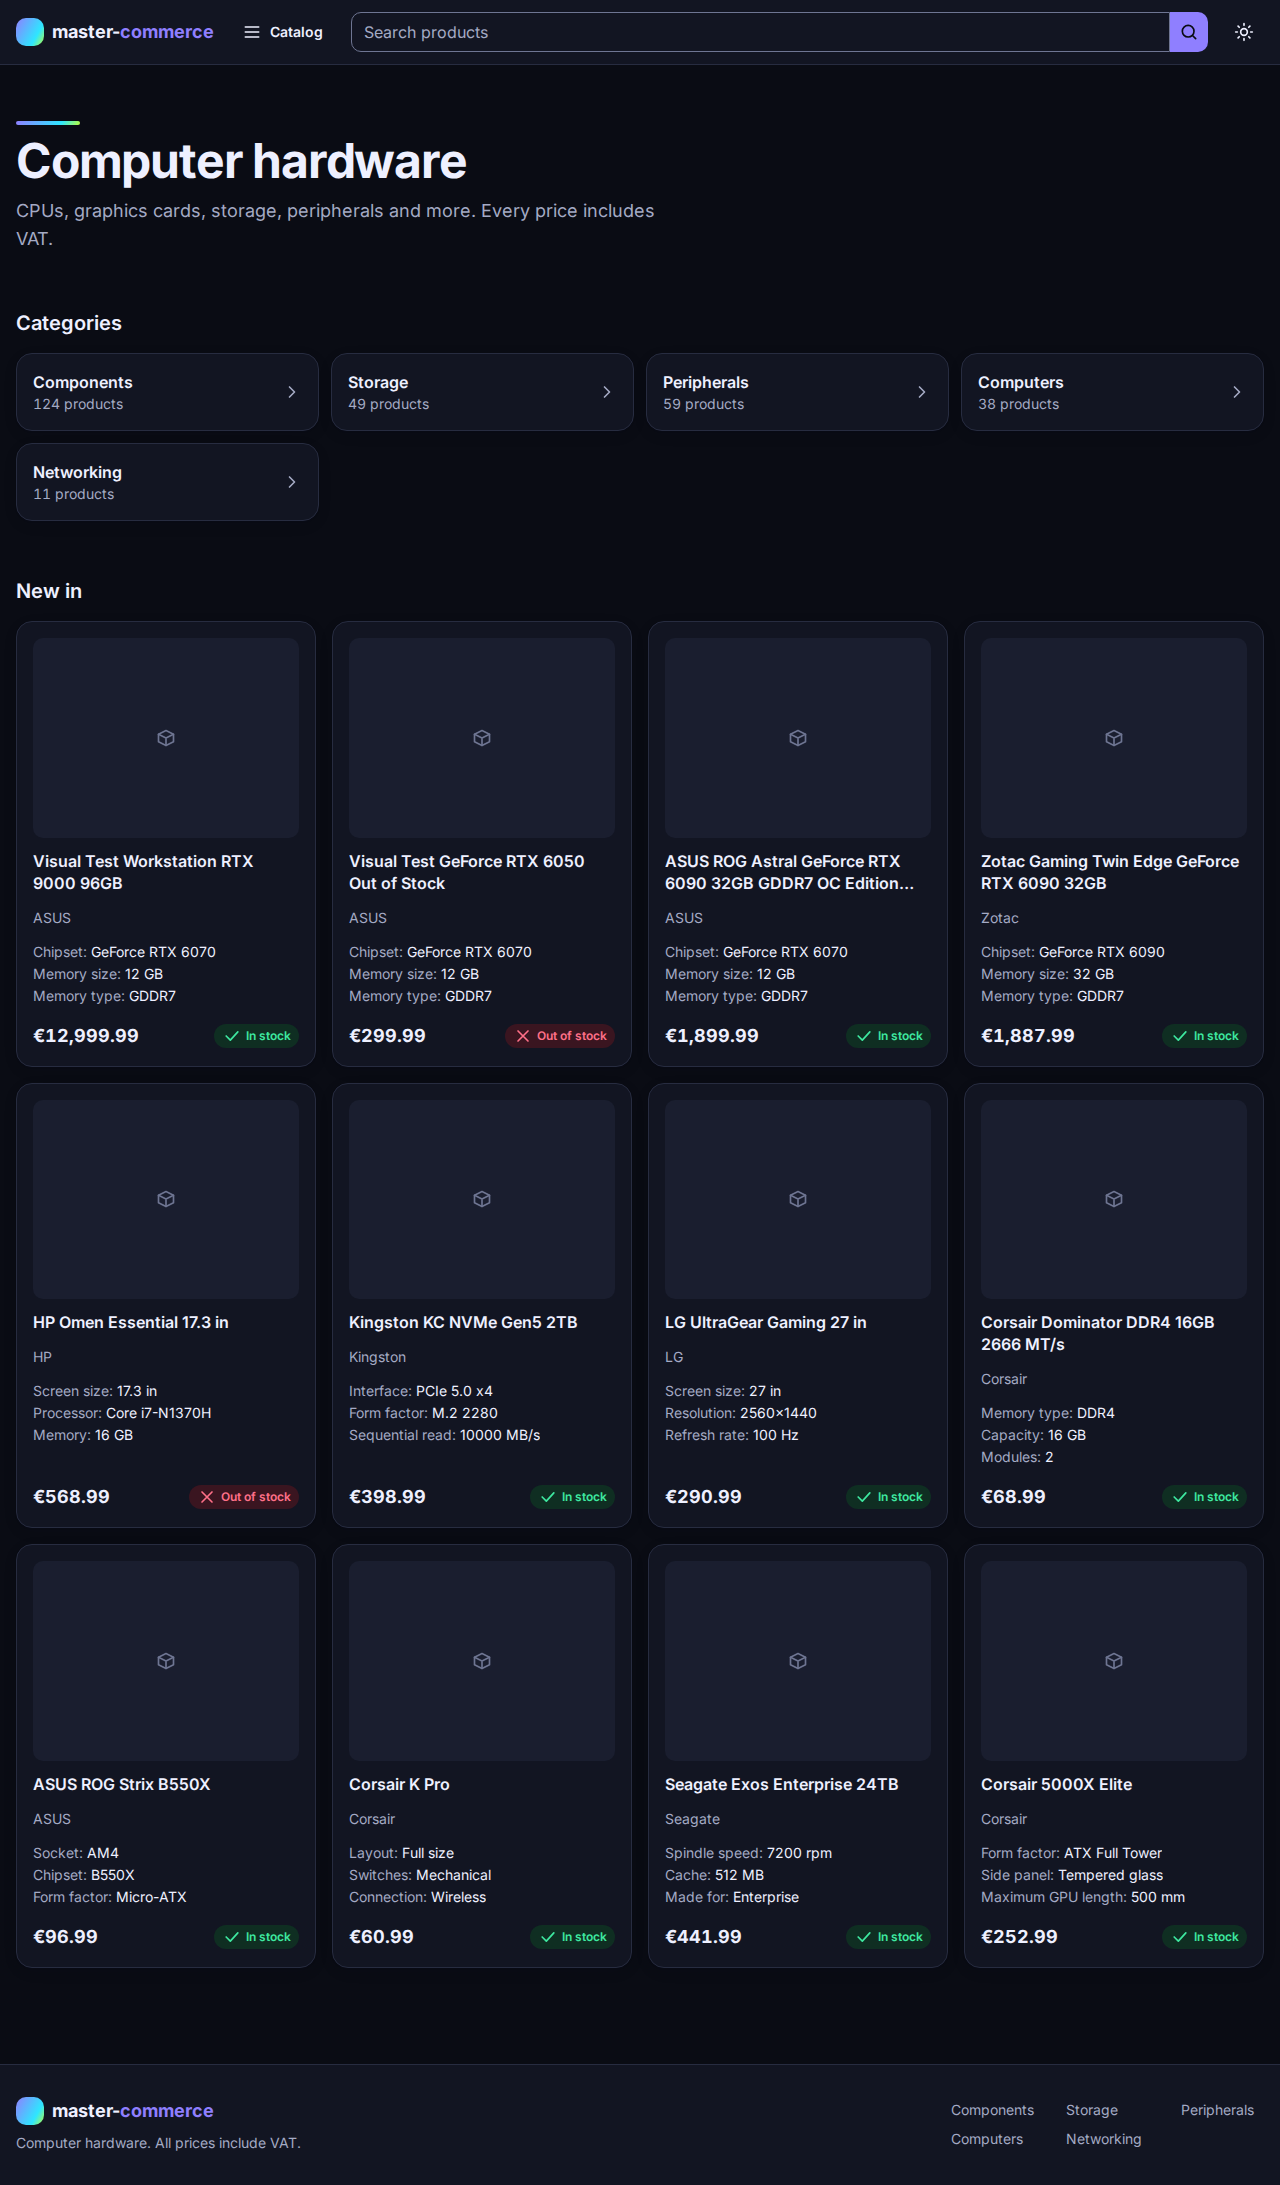 master-commerce
Catalog
Search products
Computer hardware
CPUs, graphics cards, storage, peripherals and more. Every price includes
VAT.
Categories
Components
124 products
Storage
49 products
Peripherals
59 products
Computers
38 products
Networking
11 products
New in
Visual Test Workstation RTX
9000 96GB
ASUS
Chipset: GeForce RTX 6070
Memory size: 12 GB
Memory type: GDDR7
€12,999.99
In stock
Visual Test GeForce RTX 6050
Out of Stock
ASUS
Chipset: GeForce RTX 6070
Memory size: 12 GB
Memory type: GDDR7
€299.99
Out of stock
ASUS ROG Astral GeForce RTX
6090 32GB GDDR7 OC Edition...
ASUS
Chipset: GeForce RTX 6070
Memory size: 12 GB
Memory type: GDDR7
€1,899.99
In stock
Zotac Gaming Twin Edge GeForce
RTX 6090 32GB
Zotac
Chipset: GeForce RTX 6090
Memory size: 32 GB
Memory type: GDDR7
€1,887.99
In stock
HP Omen Essential 17.3 in
HP
Screen size: 17.3 in
Processor: Core i7-N1370H
Memory: 16 GB
€568.99
Out of stock
Kingston KC NVMe Gen5 2TB
Kingston
Interface: PCIe 5.0 x4
Form factor: M.2 2280
Sequential read: 10000 MB/s
€398.99
In stock
LG UltraGear Gaming 27 in
LG
Screen size: 27 in
Resolution: 2560×1440
Refresh rate: 100 Hz
€290.99
In stock
Corsair Dominator DDR4 16GB
2666 MT/s
Corsair
Memory type: DDR4
Capacity: 16 GB
Modules: 2
€68.99
In stock
ASUS ROG Strix B550X
ASUS
Socket: AM4
Chipset: B550X
Form factor: Micro-ATX
€96.99
In stock
Corsair K Pro
Corsair
Layout: Full size
Switches: Mechanical
Connection: Wireless
€60.99
In stock
Seagate Exos Enterprise 24TB
Seagate
Spindle speed: 7200 rpm
Cache: 512 MB
Made for: Enterprise
€441.99
In stock
Corsair 5000X Elite
Corsair
Form factor: ATX Full Tower
Side panel: Tempered glass
Maximum GPU length: 500 mm
€252.99
In stock
master-commerce
Computer hardware. All prices include VAT.
Components
Storage
Peripherals
Computers
Networking